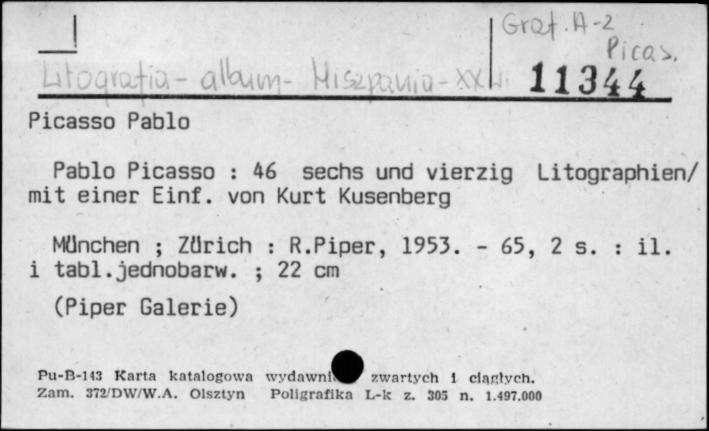 Graf. A-2
Picas.
Litografia - album - Hiszpania - XX w.
11344
Picasso Pablo
Pablo Picasso : 46 sechs und vierzig Litographien/
mit einer Einf. von Kurt Kusenberg
München ; Zürich : R.Piper, 1953. - 65, 2 s. : il.
i tabl.jednobarw. ; 22 cm
(Piper Galerie)
Pu-B-143 Karta katalogowa zwartych i ciągłych.
Zam. 372/DW/W.A. Olsztyn Poligrafika L-k z. 305 n. 1.497.000